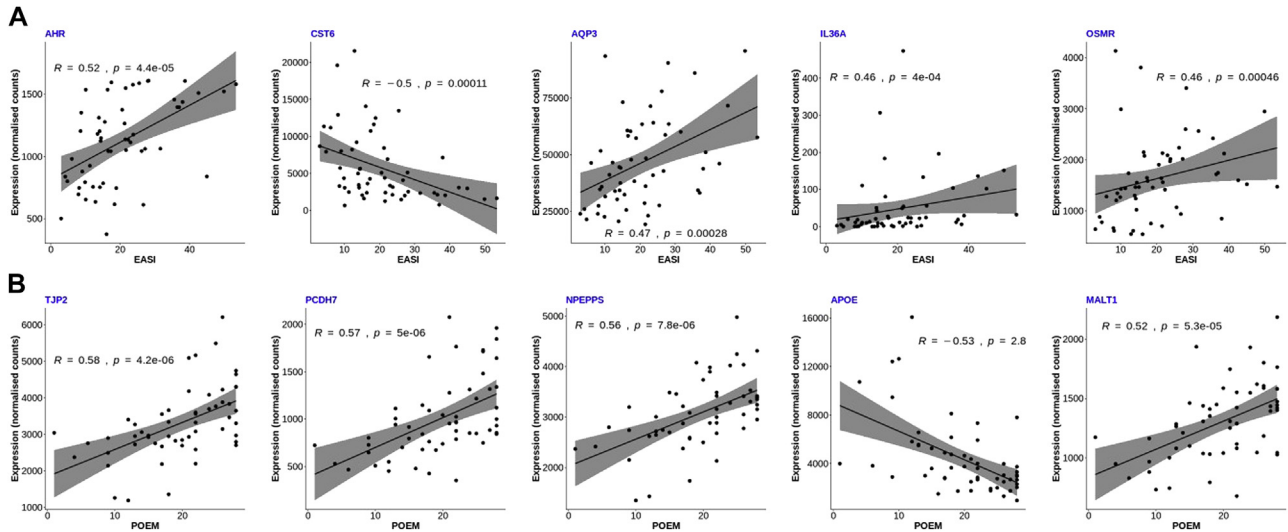 A
AHR
CST6
AQP3
IL36A
OSMR
R = 0.52 , p = 4.4e-05
R = −0.5 , p = 0.00011
R = 0.47 , p = 0.00028
R = 0.46 , p = 4e-04
R = 0.46 , p = 0.00046
Expression (normalised counts)
500
1000
1500
0
20
40
EASI
Expression (normalised counts)
0
5000
10000
15000
20000
10
20
30
40
50
EASI
Expression (normalised counts)
25000
50000
75000
0
10
20
30
40
50
EASI
Expression (normalised counts)
0
100
200
300
400
0
20
40
EASI
Expression (normalised counts)
1000
2000
3000
4000
10
20
30
40
50
EASI
B
TJP2
PCDH7
NPEPPS
APOE
MALT1
R = 0.58 , p = 4.2e-06
R = 0.57 , p = 5e-06
R = 0.56 , p = 7.8e-06
R = −0.53 , p = 2.8
R = 0.52 , p = 5.3e-05
Expression (normalised counts)
1000
2000
3000
4000
5000
6000
0
10
20
POEM
Expression (normalised counts)
500
1000
1500
2000
0
10
20
POEM
Expression (normalised counts)
2000
3000
4000
5000
0
10
20
POEM
Expression (normalised counts)
4000
8000
12000
16000
0
10
20
POEM
Expression (normalised counts)
1000
1500
2000
0
10
20
POEM